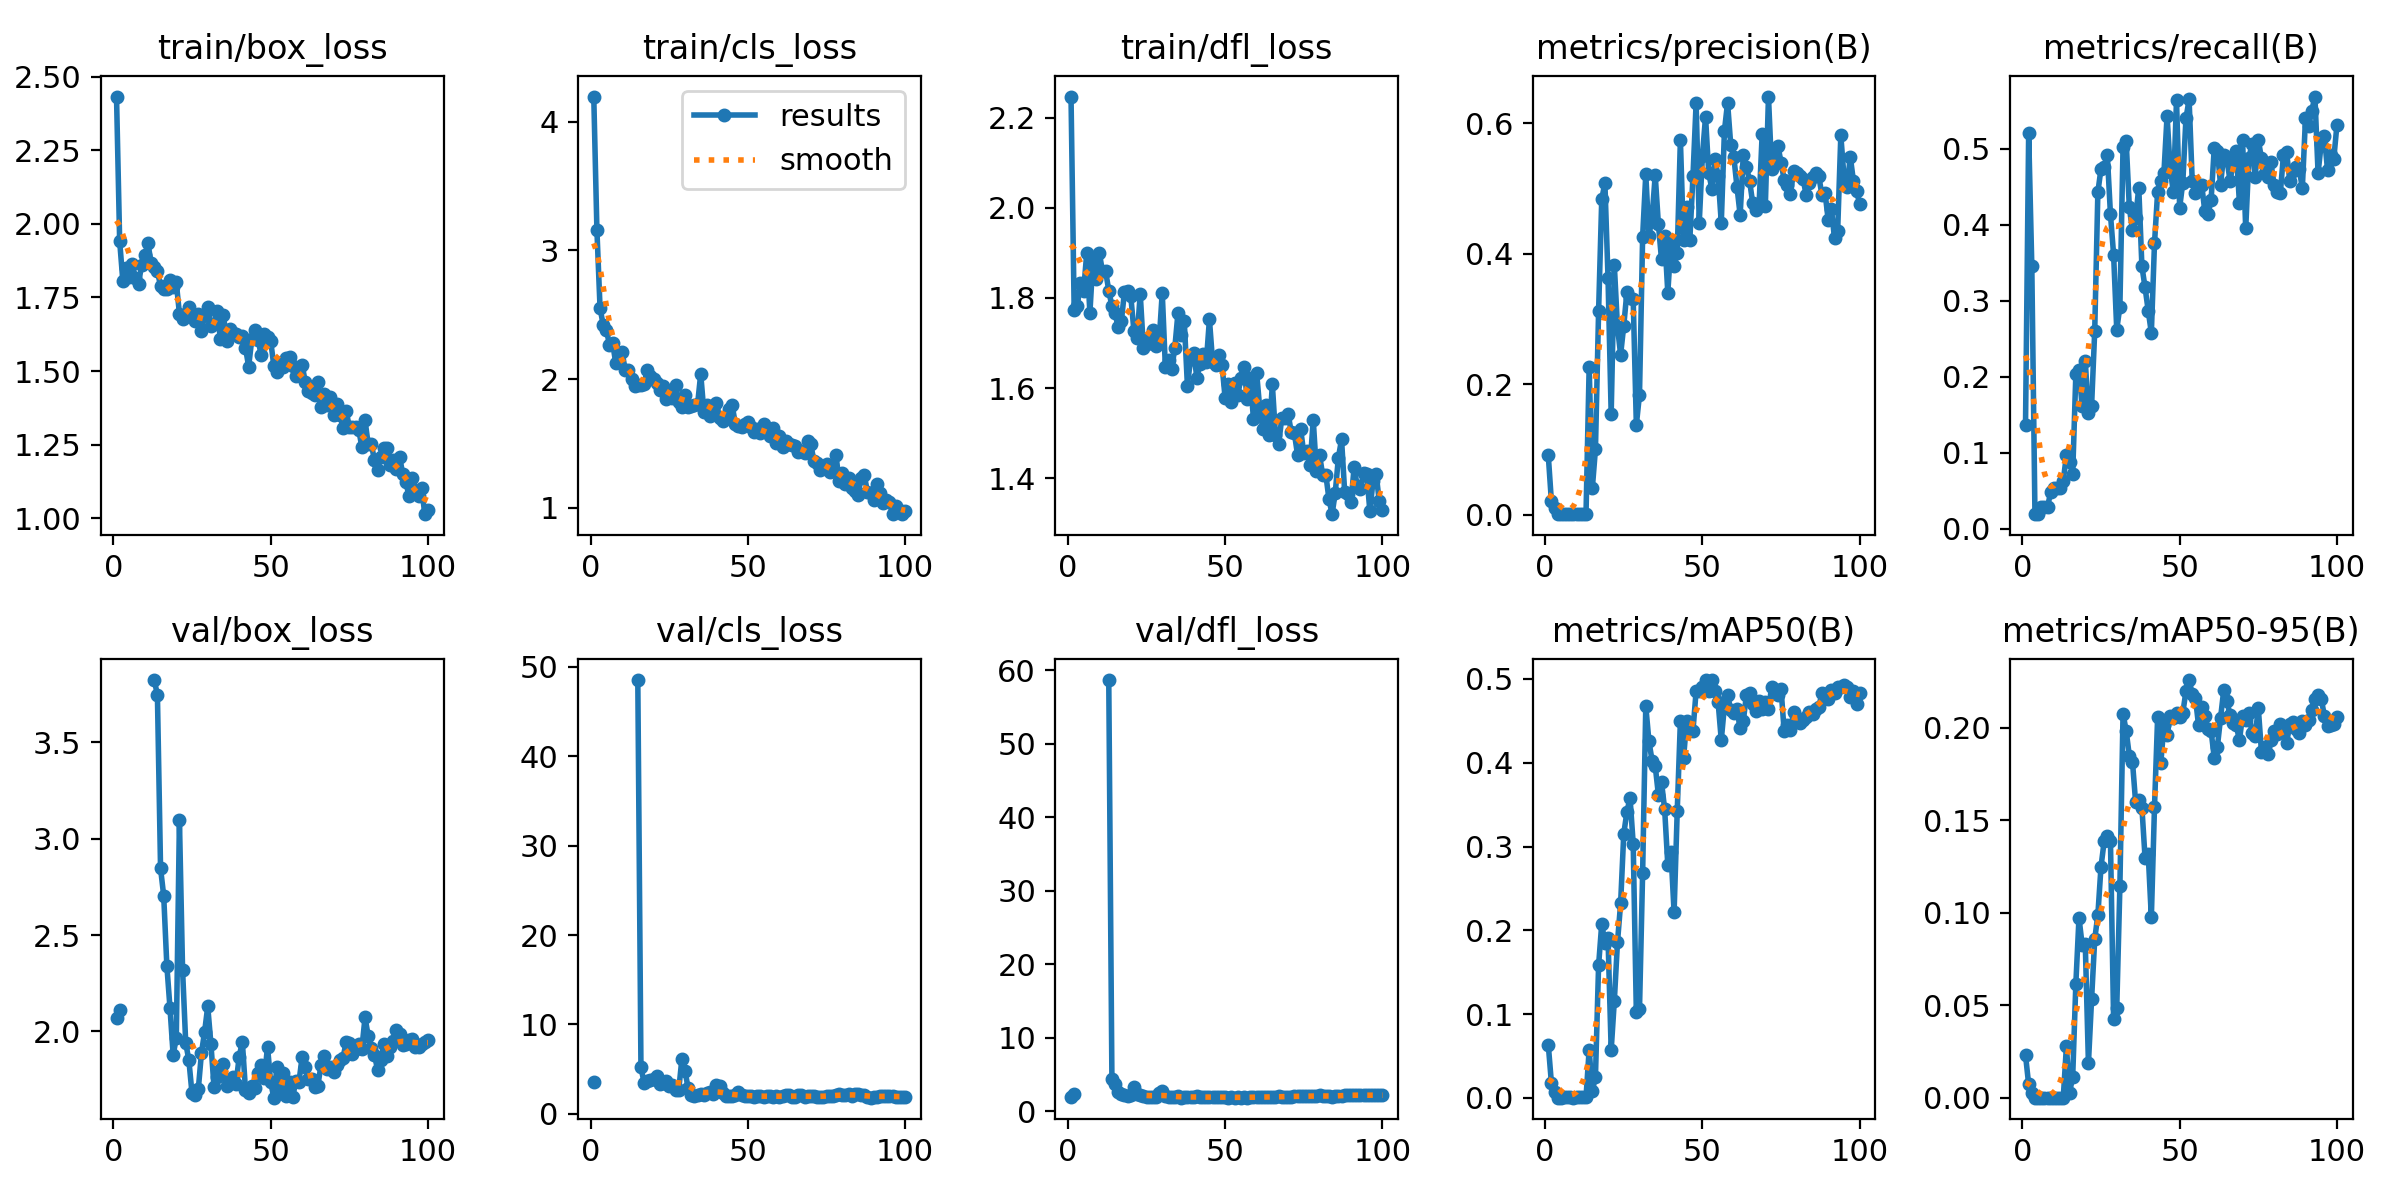 train/box_loss
2.50
2.25
2.00
1.75
1.50
1.25
1.00
0 50 100
train/cls_loss
results
smooth
4
3
2
1
0 50 100
train/dfl_loss
2.2
2.0
1.8
1.6
1.4
0 50 100
metrics/precision(B)
0.6
0.4
0.2
0.0
0 50 100
metrics/recall(B)
0.5
0.4
0.3
0.2
0.1
0.0
0 50 100
val/box_loss
3.5
3.0
2.5
2.0
0 50 100
val/cls_loss
50
40
30
20
10
0
0 50 100
val/dfl_loss
60
50
40
30
20
10
0
0 50 100
metrics/mAP50(B)
0.5
0.4
0.3
0.2
0.1
0.0
0 50 100
metrics/mAP50-95(B)
0.20
0.15
0.10
0.05
0.00
0 50 100